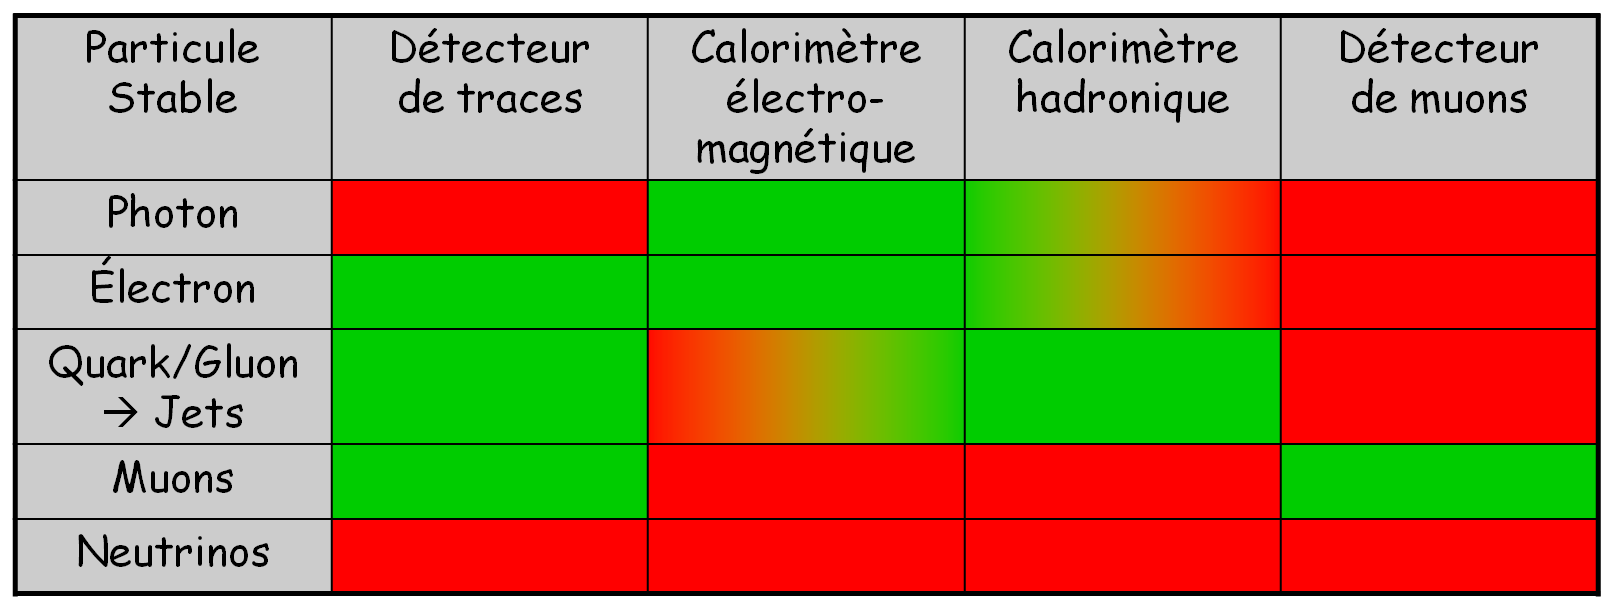 Particule
Stable
Détecteur
de traces
Calorimètre
électro-
magnétique
Calorimètre
hadronique
Détecteur
de muons
Photon
Électron
Quark/Gluon
→ Jets
Muons
Neutrinos